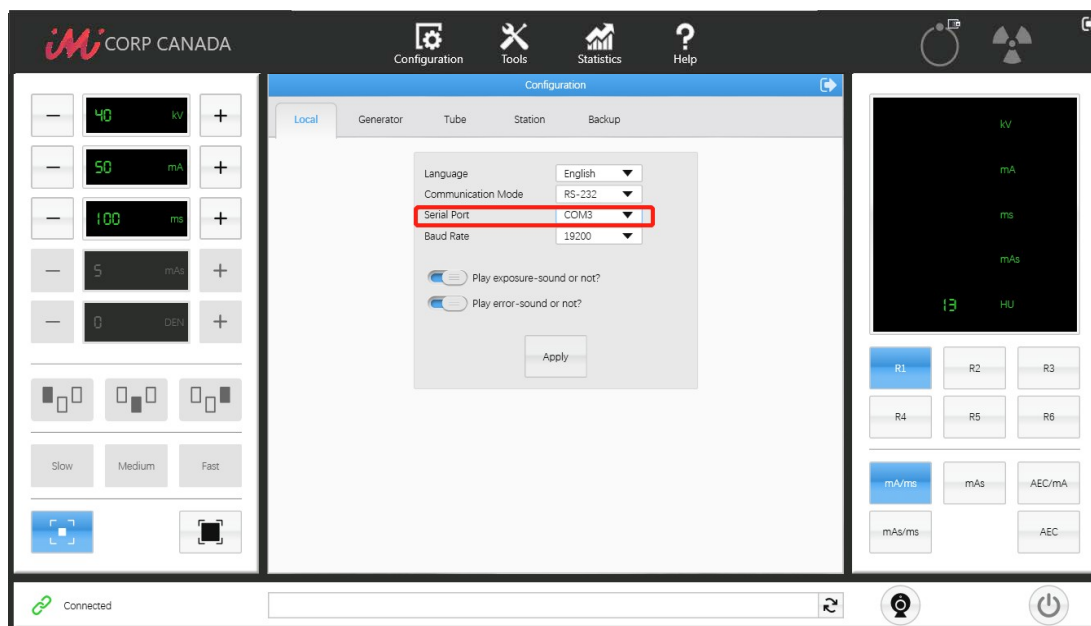 iMi CORP CANADA
Configuration Tools Statistics Help
Configuration
Local Generator Tube Station Backup
40 kV
50 mA
100 ms
5 mAs
0 DEN
Slow Medium Fast
Language English
Communication Mode RS-232
Serial Port COM3
Baud Rate 19200
Play exposure-sound or not?
Play error-sound or not?
Apply
kV
mA
ms
mAs
13 HU
R1 R2 R3
R4 R5 R6
mA/ms mAs AEC/mA
mAs/ms AEC
Connected